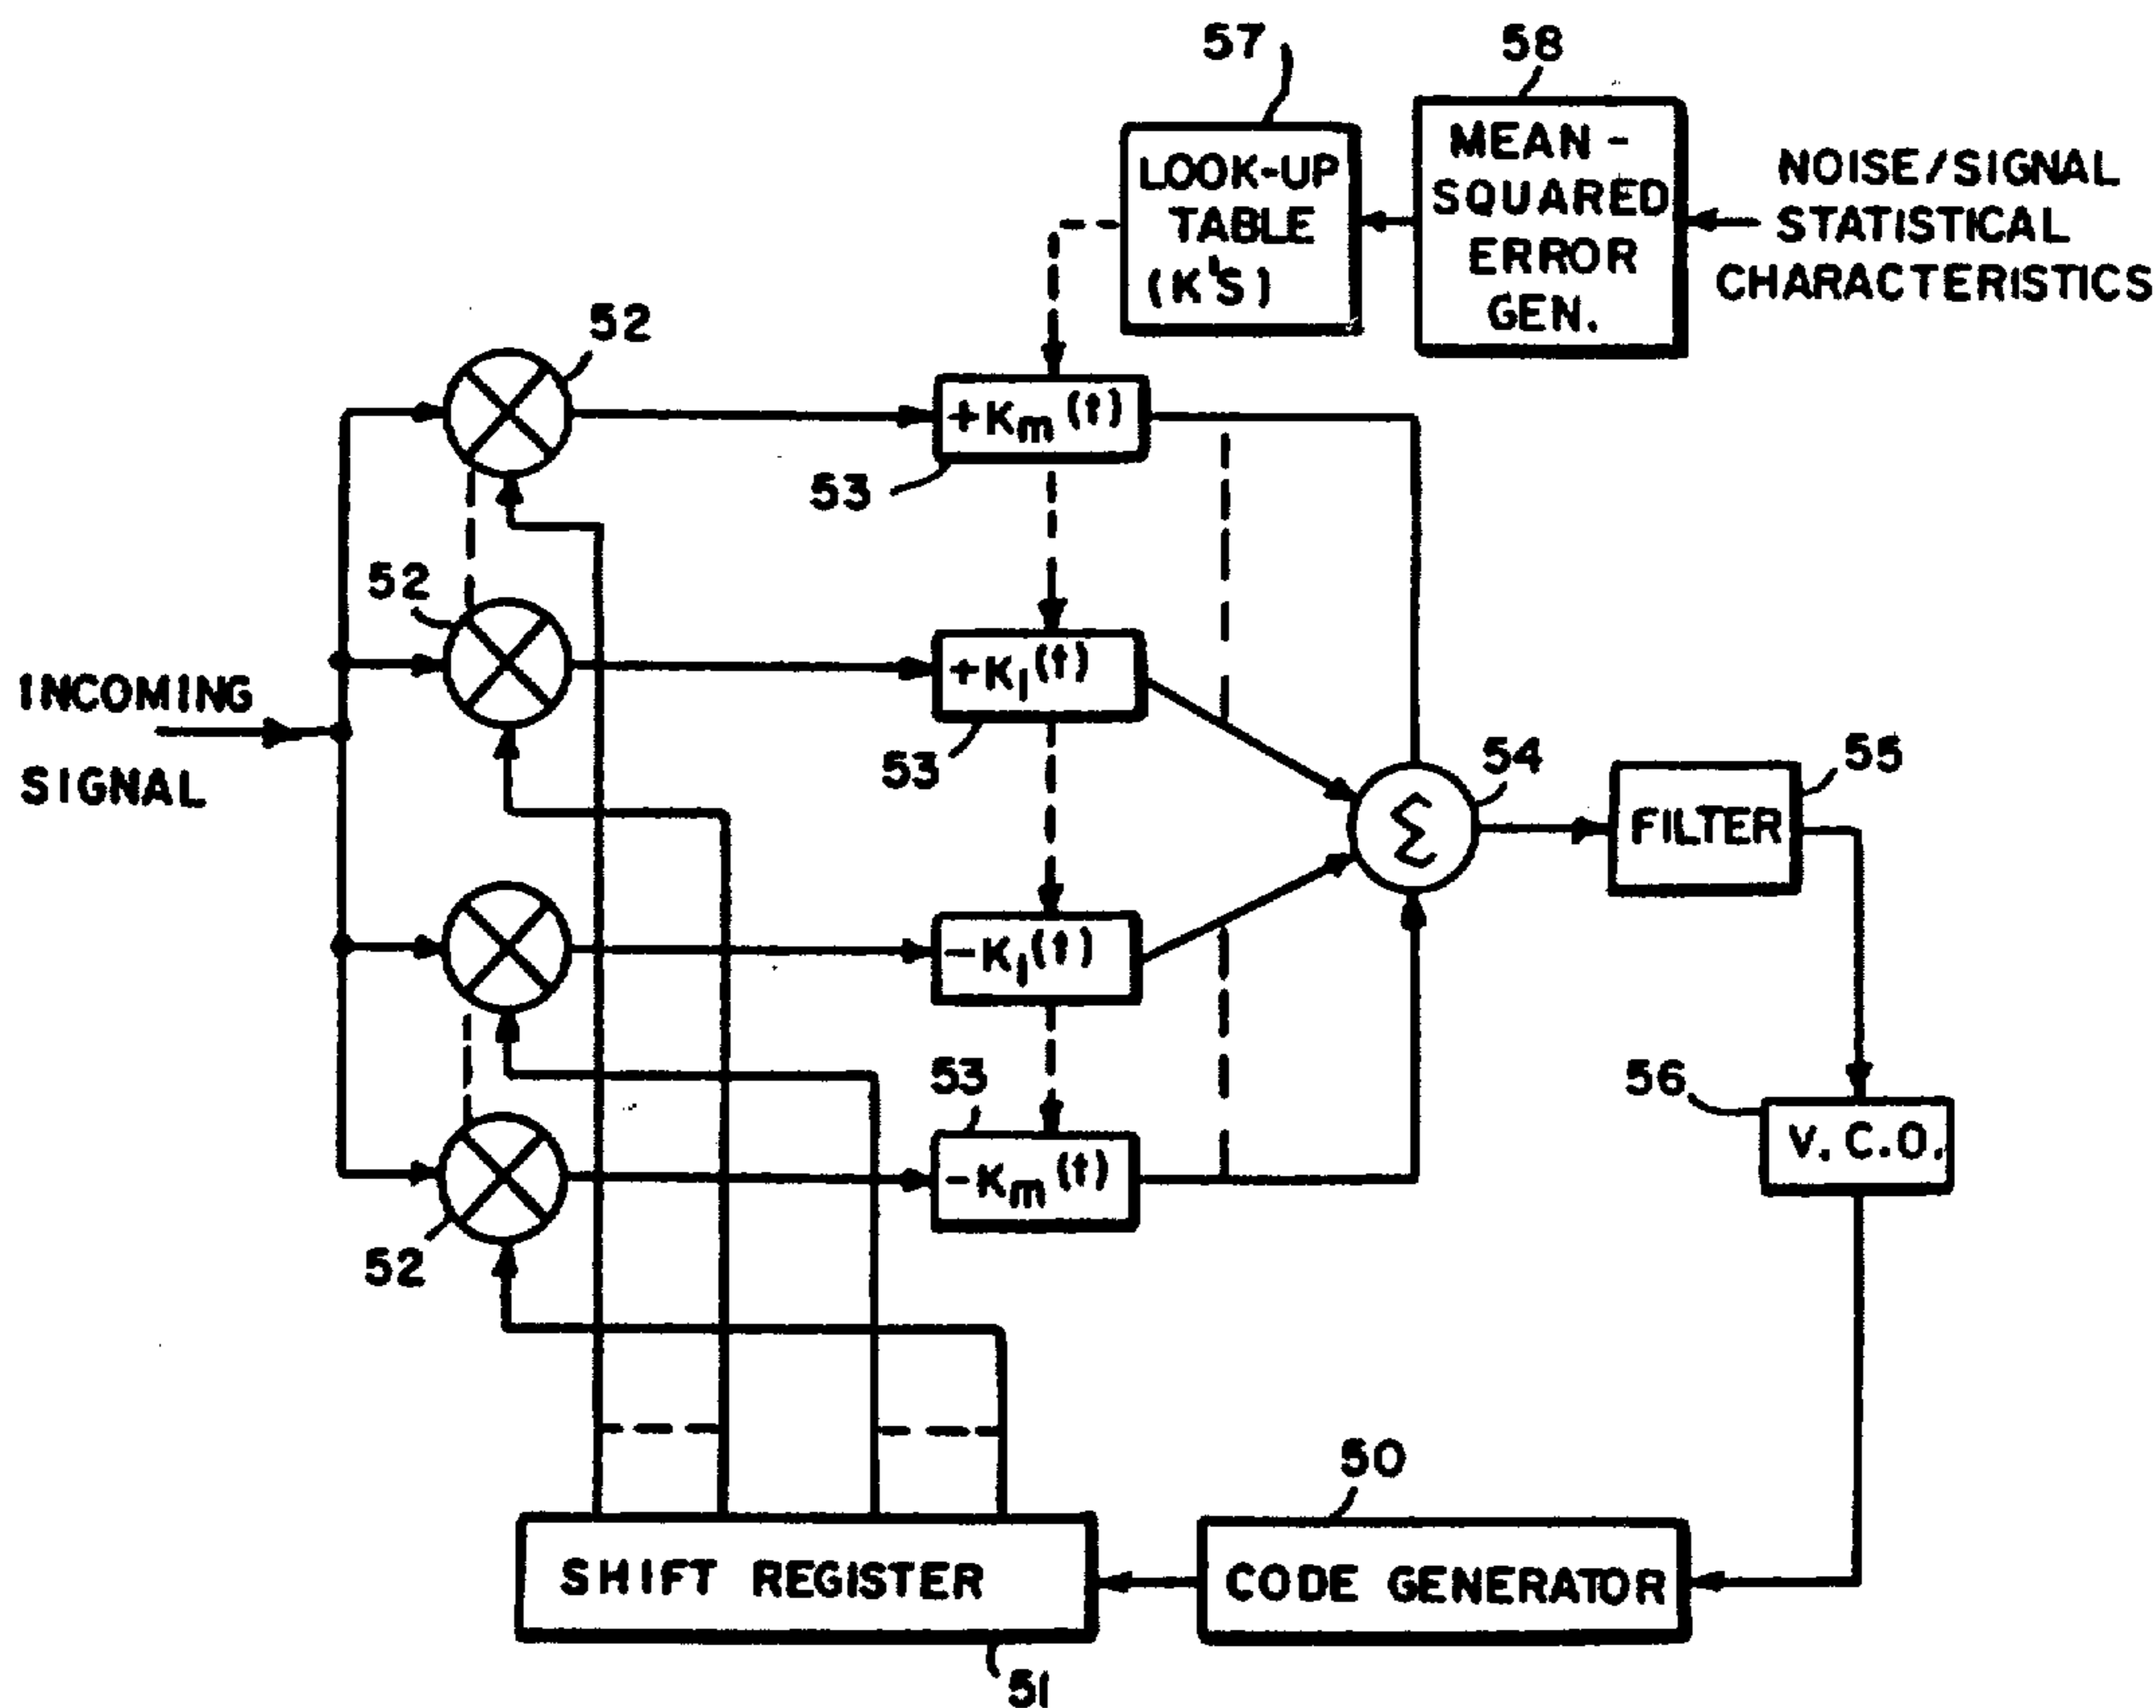 57
58
LOOK-UP
TABLE
(K'S)
MEAN -
SQUARED
ERROR
GEN.
NOISE/SIGNAL
STATISTICAL
CHARACTERISTICS
52
+Km(t)
53
52
+K1(t)
53
INCOMING
SIGNAL
54
Σ
55
FILTER
-K1(t)
53
-Km(t)
52
56
V.C.O.
50
SHIFT REGISTER
CODE GENERATOR
51